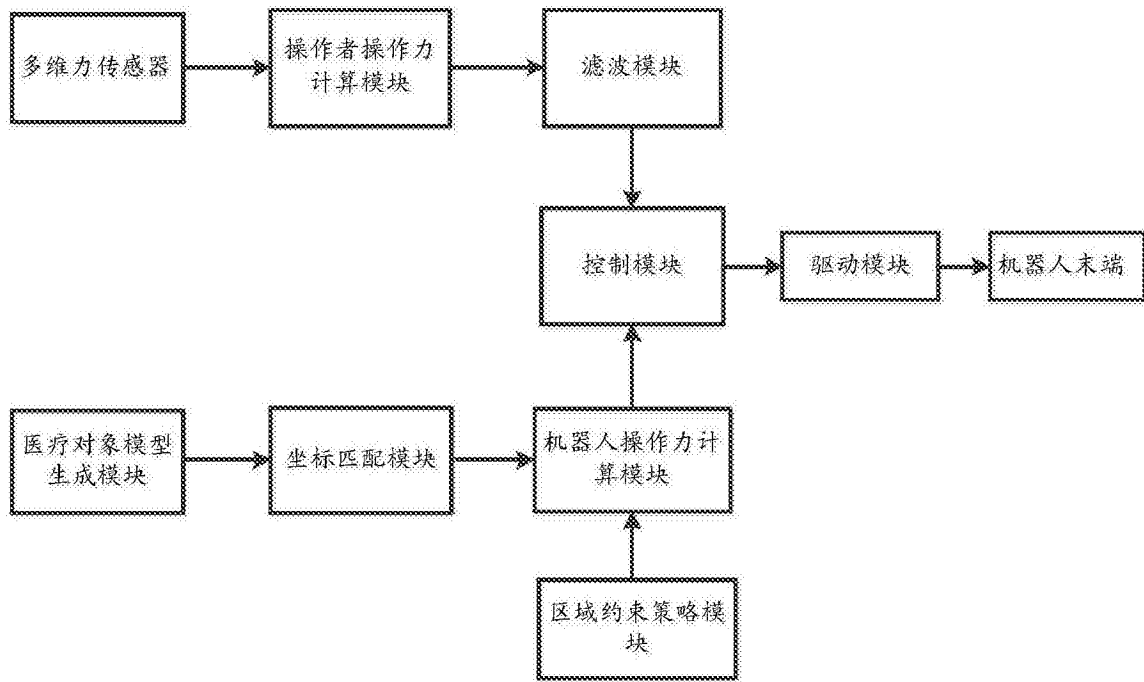 多维力传感器
操作者操作力
计算模块
滤波模块
控制模块
驱动模块
机器人末端
医疗对象模型
生成模块
坐标匹配模块
机器人操作力计
算模块
区域约束策略模
块